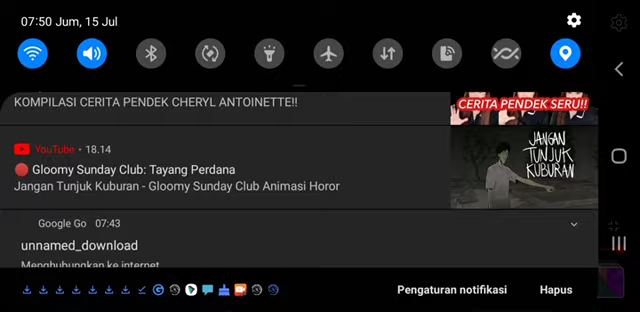 07:50 Jum, 15 Jul
KOMPILASI CERITA PENDEK CHERYL ANTOINETTE!!
CERITA PENDEK SERU!!
YouTube • 18.14
🔴 Gloomy Sunday Club: Tayang Perdana
Jangan Tunjuk Kuburan - Gloomy Sunday Club Animasi Horor
JANGAN
TUNJUK
KUBURAN
Google Go 07:43
unnamed_download
Menghubungkan ke internet
Pengaturan notifikasi
Hapus